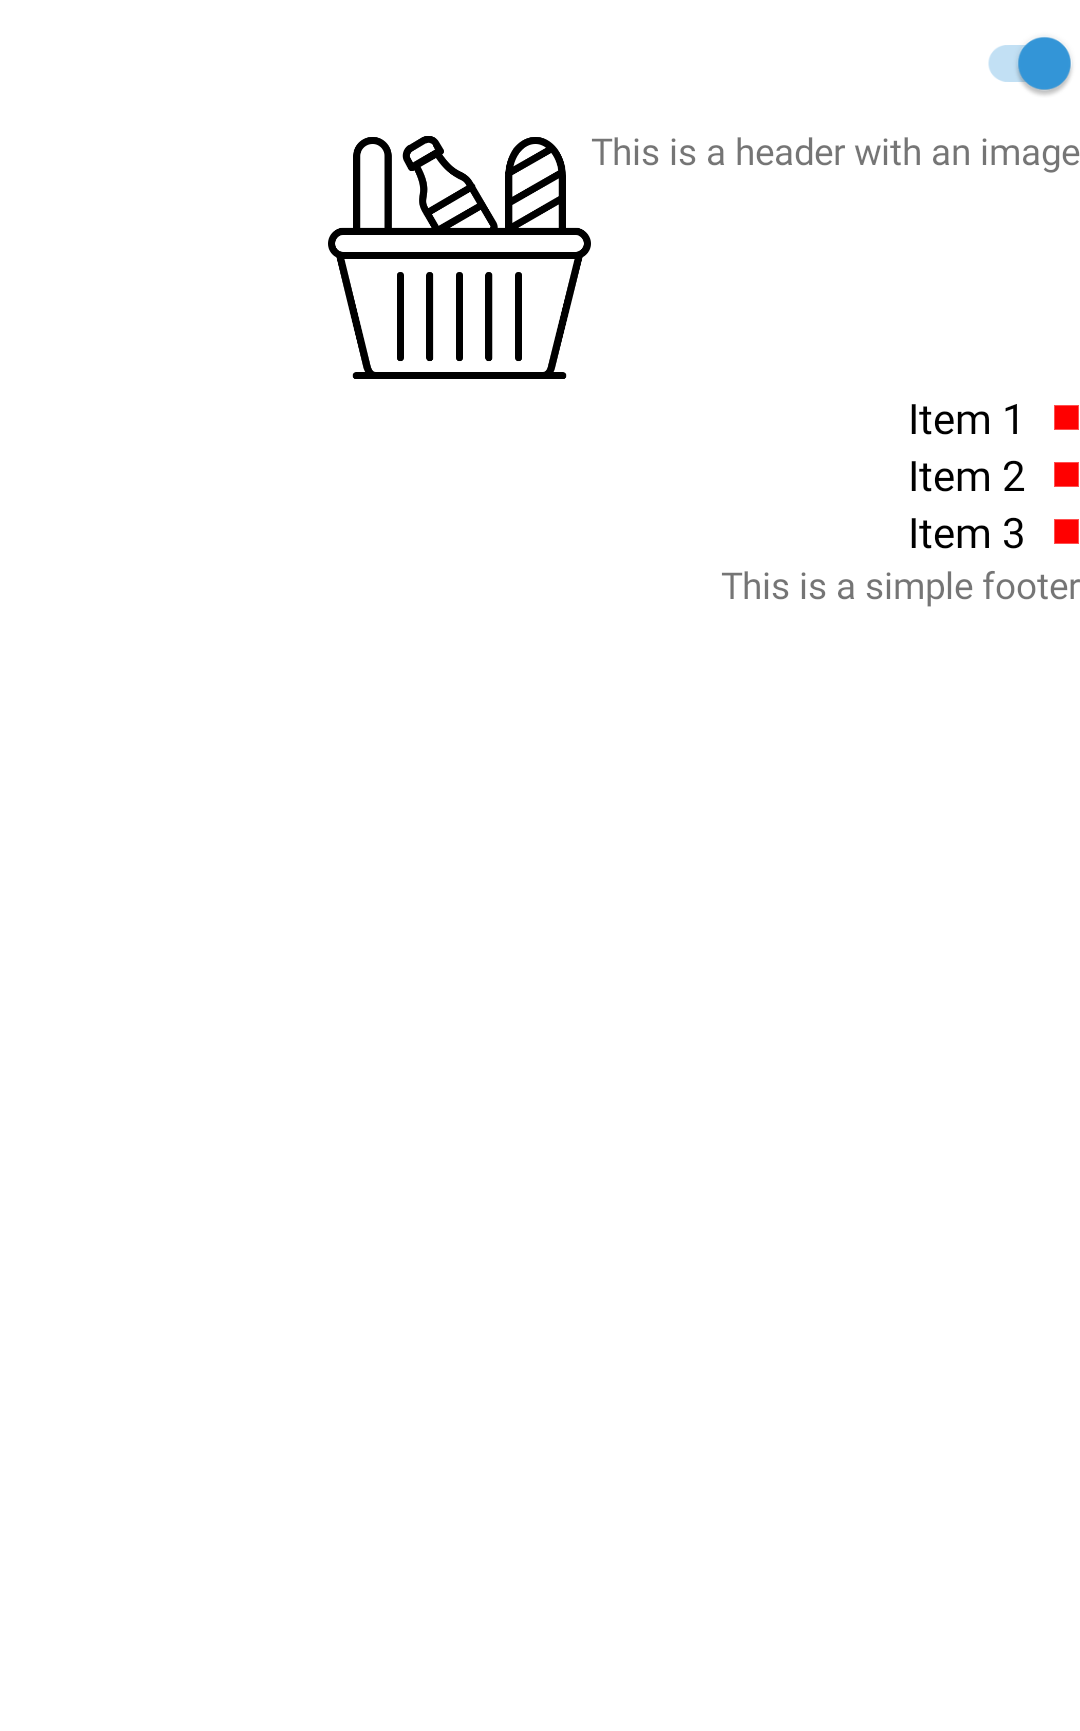 This is a header with an image
Item 1
Item 2
Item 3
This is a simple footer